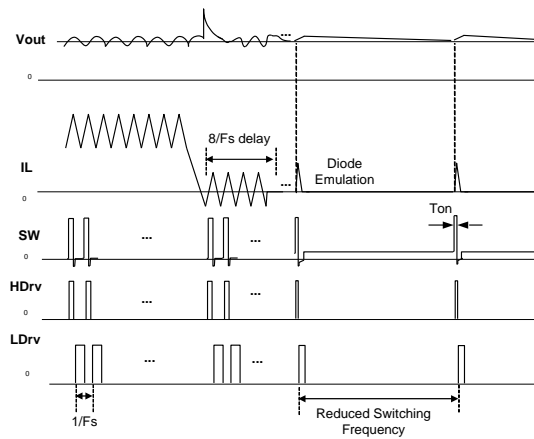 Vout
...
0
8/Fs delay
IL
Diode
Emulation
...
0
Ton
SW
...
...
0
HDrv
...
...
0
LDrv
...
...
0
1/Fs
Reduced Switching
Frequency